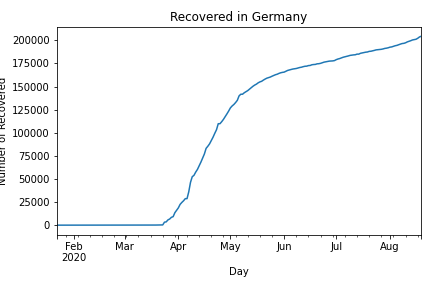 Recovered in Germany
Number of Recovered
200000
175000
150000
125000
100000
75000
50000
25000
0
Feb Mar Apr May Jun Jul Aug
2020
Day